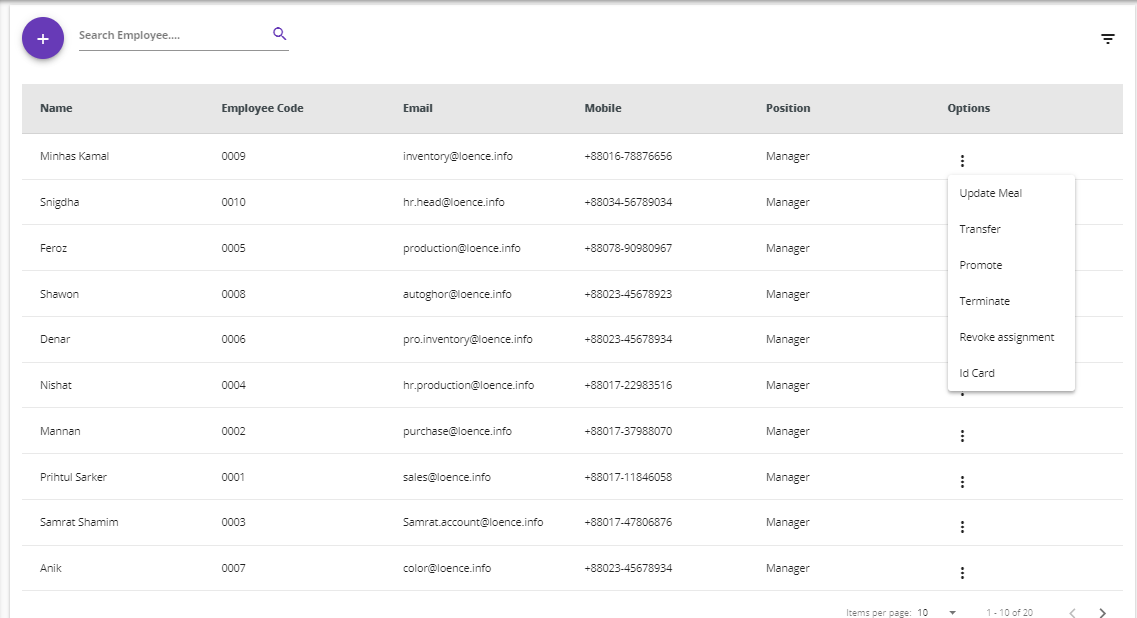 + Search Employee....
Name Employee Code Email Mobile Position Options
Minhas Kamal 0009 inventory@loence.info +88016-78876656 Manager
Update Meal
Snigdha 0010 hr.head@loence.info +88034-56789034 Manager
Transfer
Feroz 0005 production@loence.info +88078-90980967 Manager
Promote
Shawon 0008 autoghor@loence.info +88023-45678923 Manager
Terminate
Denar 0006 pro.inventory@loence.info +88023-45678934 Manager
Revoke assignment
Id Card
Nishat 0004 hr.production@loence.info +88017-22983516 Manager
Mannan 0002 purchase@loence.info +88017-37988070 Manager
Prihtul Sarker 0001 sales@loence.info +88017-11846058 Manager
Samrat Shamim 0003 Samrat.account@loence.info +88017-47806876 Manager
Anik 0007 color@loence.info +88023-45678934 Manager
Items per page: 10 1 - 10 of 20